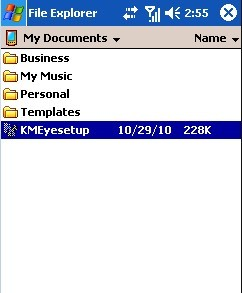 File Explorer 2:55
My Documents Name
Business
My Music
Personal
Templates
KMEyesetup 10/29/10 228K